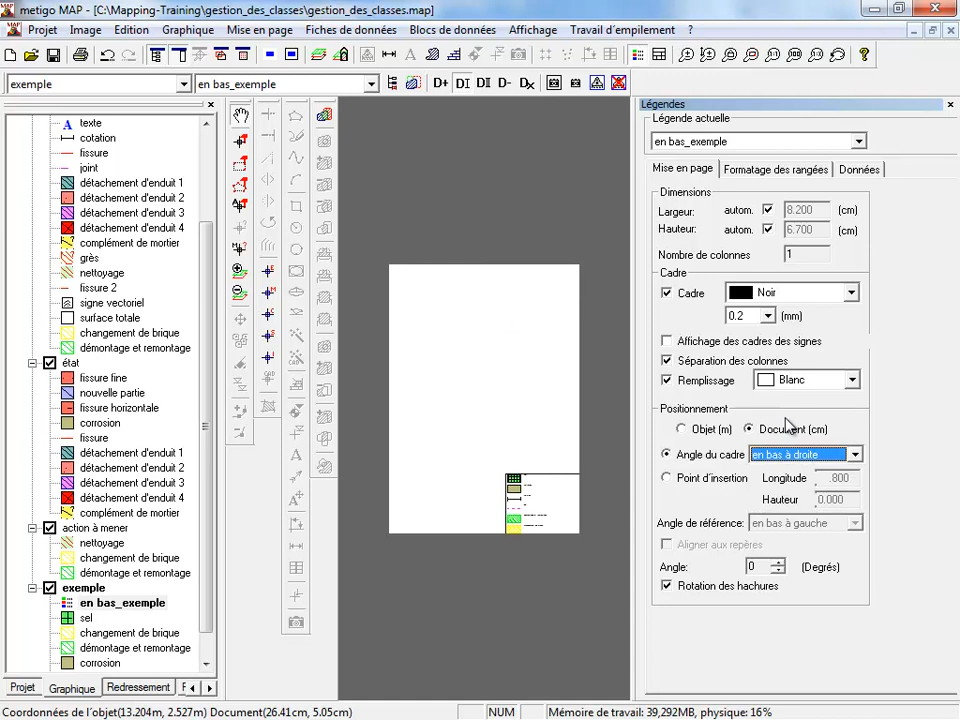 metigo MAP - [C:\Mapping-Training\gestion_des_classes\gestion_des_classes.map]
Projet Image Edition Graphique Mise en page Fiches de données Blocs de données Affichage Travail d'empilement ?
exemple
en bas_exemple
D+ DI D- Dx
texte
cotation
fissure
joint
détachement d'enduit 1
détachement d'enduit 2
détachement d'enduit 3
détachement d'enduit 4
complément de mortier
grès
nettoyage
fissure 2
signe vectoriel
surface totale
changement de brique
démontage et remontage
état
fissure fine
nouvelle partie
fissure horizontale
corrosion
fissure
détachement d'enduit 1
détachement d'enduit 2
détachement d'enduit 3
détachement d'enduit 4
complément de mortier
action à mener
nettoyage
changement de brique
démontage et remontage
exemple
en bas_exemple
sel
changement de brique
démontage et remontage
corrosion
Projet Graphique Redressement
Légendes
Légende actuelle
en bas_exemple
Mise en page Formatage des rangées Données
Dimensions
Largeur: autom. 8.200 (cm)
Hauteur: autom. 6.700 (cm)
Nombre de colonnes 1
Cadre
Cadre Noir
0.2 (mm)
Affichage des cadres des signes
Séparation des colonnes
Remplissage Blanc
Positionnement
Objet (m) Document (cm)
Angle du cadre en bas à droite
Point d'insertion Longitude .800
Hauteur 0.000
Angle de référence: en bas à gauche
Aligner aux repères
Angle: 0 (Degrés)
Rotation des hachures
Coordonnées de l'objet(13.204m, 2.527m) Document(26.41cm, 5.05cm) NUM Mémoire de travail: 39,292MB, physique: 16%